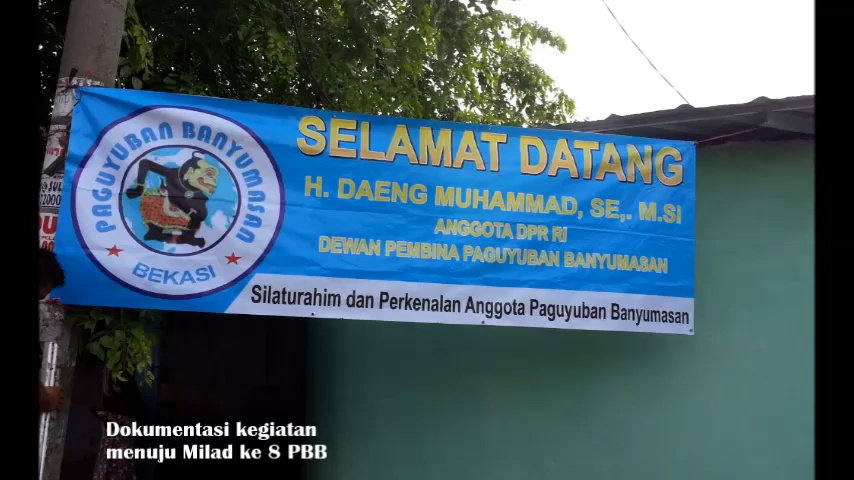 SELAMAT DATANG
H. DAENG MUHAMMAD, SE,. M.SI
ANGGOTA DPR RI
DEWAN PEMBINA PAGUYUBAN BANYUMASAN
Silaturahim dan Perkenalan Anggota Paguyuban Banyumasan
PAGUYUBAN BANYUMASAN
BEKASI
Dokumentasi kegiatan
menuju Milad ke 8 PBB